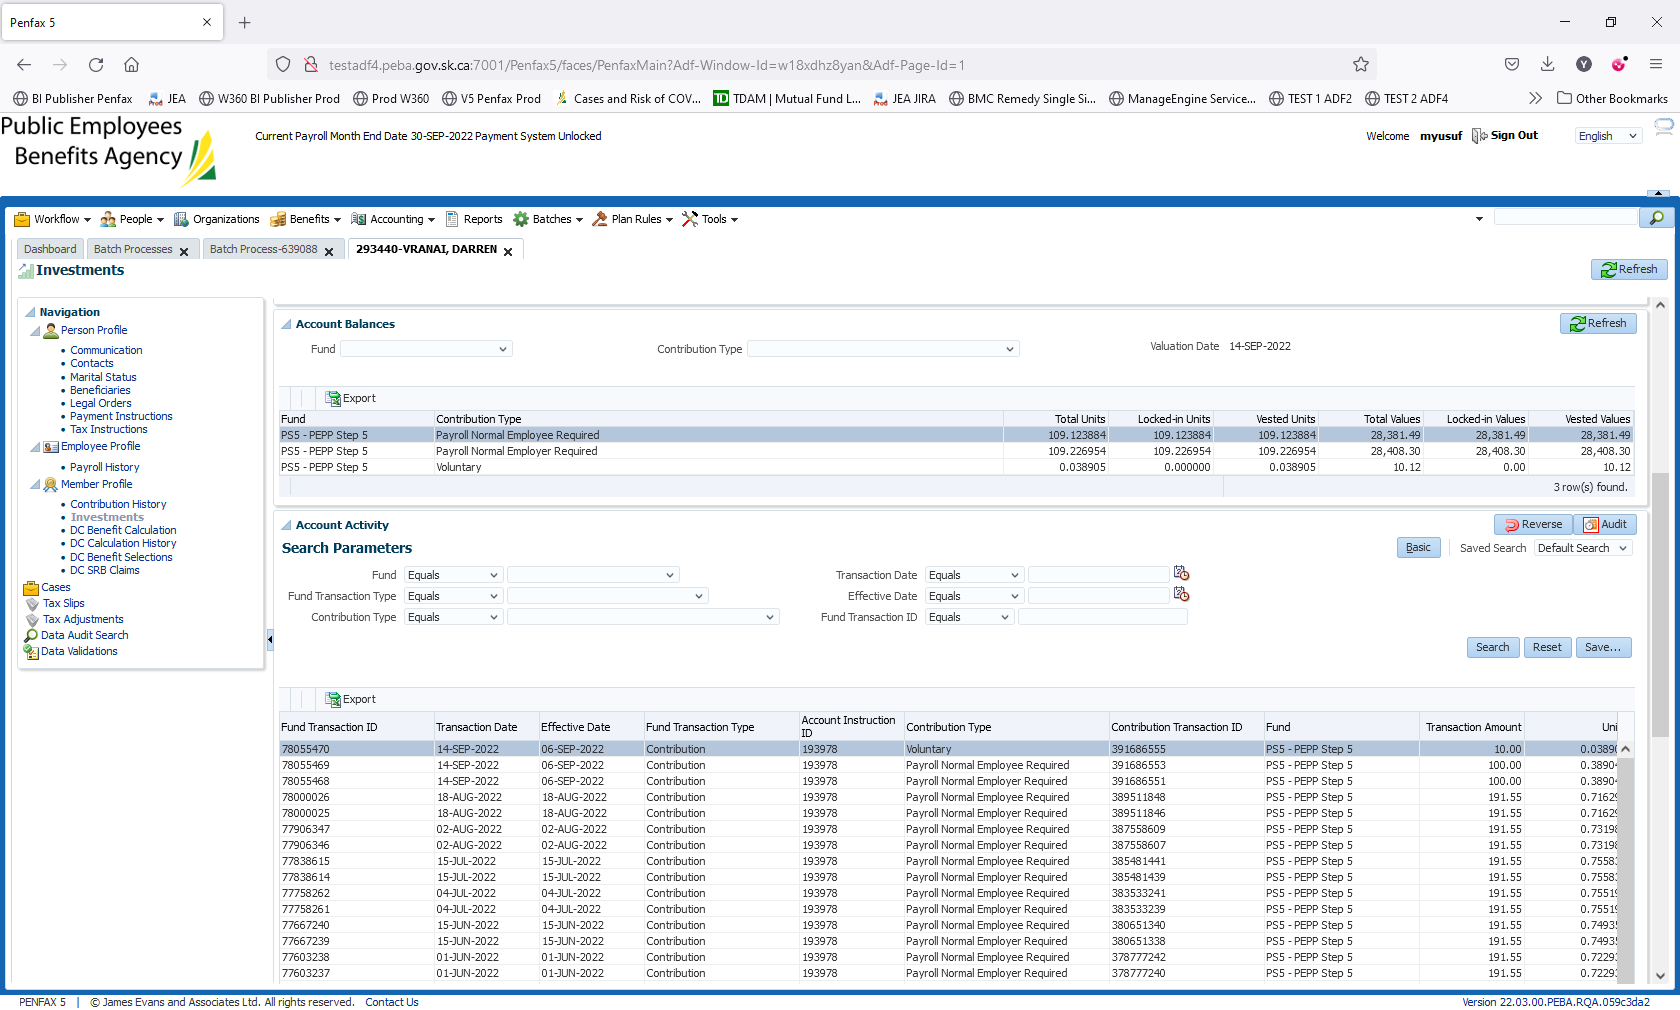 Penfax 5
testadf4.peba.gov.sk.ca:7001/Penfax5/faces/PenfaxMain?Adf-Window-Id=w18xdhz8yan&Adf-Page-Id=1
BI Publisher Penfax JEA W360 BI Publisher Prod Prod W360 V5 Penfax Prod Cases and Risk of COV... TDAM | Mutual Fund L... JEA JIRA BMC Remedy Single Si... ManageEngine Service... TEST 1 ADF2 TEST 2 ADF4 Other Bookmarks
Public Employees
Benefits Agency
Current Payroll Month End Date 30-SEP-2022 Payment System Unlocked
Welcome myusuf Sign Out English
Workflow People Organizations Benefits Accounting Reports Batches Plan Rules Tools
Dashboard Batch Processes Batch Process-639088 293440-VRANAI, DARREN
Investments Refresh
Navigation
Person Profile
Communication
Contacts
Marital Status
Beneficiaries
Legal Orders
Payment Instructions
Tax Instructions
Employee Profile
Payroll History
Member Profile
Contribution History
Investments
DC Benefit Calculation
DC Calculation History
DC Benefit Selections
DC SRB Claims
Cases
Tax Slips
Tax Adjustments
Data Audit Search
Data Validations
Account Balances Refresh
Fund Contribution Type Valuation Date 14-SEP-2022
Export
Fund Contribution Type Total Units Locked-in Units Vested Units Total Values Locked-in Values Vested Values
PS5 - PEPP Step 5 Payroll Normal Employee Required 109.123884 109.123884 109.123884 28,381.49 28,381.49 28,381.49
PS5 - PEPP Step 5 Payroll Normal Employer Required 109.226954 109.226954 109.226954 28,408.30 28,408.30 28,408.30
PS5 - PEPP Step 5 Voluntary 0.038905 0.000000 0.038905 10.12 0.00 10.12
3 row(s) found.
Account Activity Reverse Audit
Search Parameters Basic Saved Search Default Search
Fund Equals Transaction Date Equals
Fund Transaction Type Equals Effective Date Equals
Contribution Type Equals Fund Transaction ID Equals
Search Reset Save...
Export
Fund Transaction ID Transaction Date Effective Date Fund Transaction Type Account Instruction ID Contribution Type Contribution Transaction ID Fund Transaction Amount Uni
78055470 14-SEP-2022 06-SEP-2022 Contribution 193978 Voluntary 391686555 PS5 - PEPP Step 5 10.00 0.0389
78055469 14-SEP-2022 06-SEP-2022 Contribution 193978 Payroll Normal Employee Required 391686553 PS5 - PEPP Step 5 100.00 0.3890
78055468 14-SEP-2022 06-SEP-2022 Contribution 193978 Payroll Normal Employer Required 391686551 PS5 - PEPP Step 5 100.00 0.3890
78000026 18-AUG-2022 18-AUG-2022 Contribution 193978 Payroll Normal Employee Required 389511848 PS5 - PEPP Step 5 191.55 0.7162
78000025 18-AUG-2022 18-AUG-2022 Contribution 193978 Payroll Normal Employer Required 389511846 PS5 - PEPP Step 5 191.55 0.7162
77906347 02-AUG-2022 02-AUG-2022 Contribution 193978 Payroll Normal Employee Required 387558609 PS5 - PEPP Step 5 191.55 0.7319
77906346 02-AUG-2022 02-AUG-2022 Contribution 193978 Payroll Normal Employer Required 387558607 PS5 - PEPP Step 5 191.55 0.7319
77838615 15-JUL-2022 15-JUL-2022 Contribution 193978 Payroll Normal Employee Required 385481441 PS5 - PEPP Step 5 191.55 0.7558
77838614 15-JUL-2022 15-JUL-2022 Contribution 193978 Payroll Normal Employer Required 385481439 PS5 - PEPP Step 5 191.55 0.7558
77758262 04-JUL-2022 04-JUL-2022 Contribution 193978 Payroll Normal Employee Required 383533241 PS5 - PEPP Step 5 191.55 0.7551
77758261 04-JUL-2022 04-JUL-2022 Contribution 193978 Payroll Normal Employer Required 383533239 PS5 - PEPP Step 5 191.55 0.7551
77667240 15-JUN-2022 15-JUN-2022 Contribution 193978 Payroll Normal Employee Required 380651340 PS5 - PEPP Step 5 191.55 0.7493
77667239 15-JUN-2022 15-JUN-2022 Contribution 193978 Payroll Normal Employer Required 380651338 PS5 - PEPP Step 5 191.55 0.7493
77603238 01-JUN-2022 01-JUN-2022 Contribution 193978 Payroll Normal Employee Required 378777242 PS5 - PEPP Step 5 191.55 0.7229
77603237 01-JUN-2022 01-JUN-2022 Contribution 193978 Payroll Normal Employer Required 378777240 PS5 - PEPP Step 5 191.55 0.7229
PENFAX 5 | © James Evans and Associates Ltd. All rights reserved. Contact Us Version 22.03.00.PEBA.RQA.059c3da2